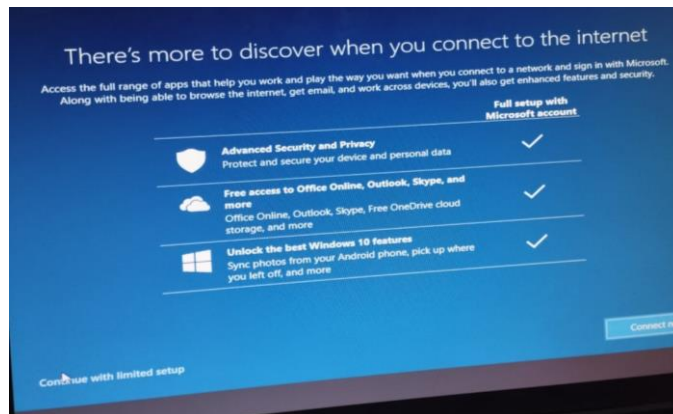 There's more to discover when you connect to the internet
Access the full range of apps that help you work and play the way you want when you connect to a network and sign in with Microsoft.
Along with being able to browse the internet, get email, and work across devices, you'll also get enhanced features and security.
Full setup with
Microsoft account
Advanced Security and Privacy
Protect and secure your device and personal data
Free access to Office Online, Outlook, Skype, and
more
Office Online, Outlook, Skype, Free OneDrive cloud
storage, and more
Unlock the best Windows 10 features
Sync photos from your Android phone, pick up where
you left off, and more
Connect
Continue with limited setup